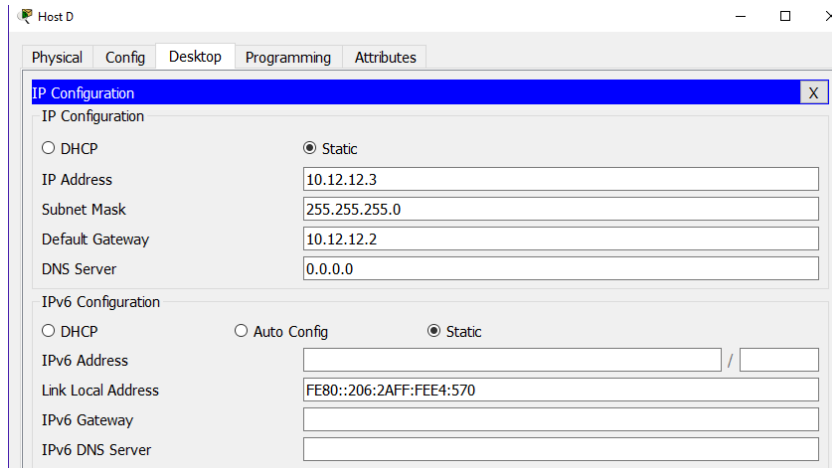 Host D
Physical Config Desktop Programming Attributes
IP Configuration X
IP Configuration
DHCP Static
IP Address 10.12.12.3
Subnet Mask 255.255.255.0
Default Gateway 10.12.12.2
DNS Server 0.0.0.0
IPv6 Configuration
DHCP Auto Config Static
IPv6 Address /
Link Local Address FE80::206:2AFF:FEE4:570
IPv6 Gateway
IPv6 DNS Server